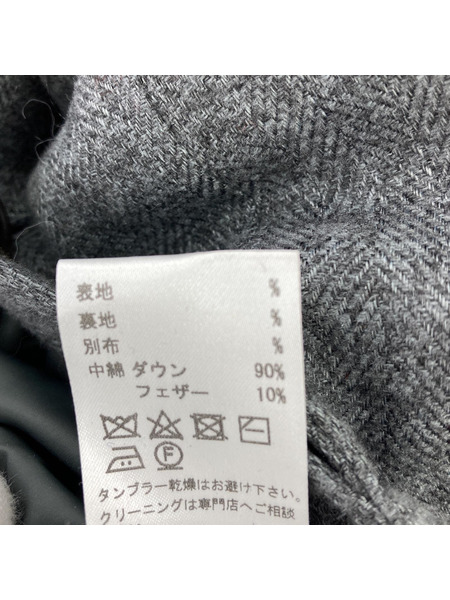 表地 %
裏地 %
別布 %
中綿 ダウン 90%
フェザー 10%
F
タンブラー乾燥はお避け下さい。
クリーニングは専門店へご相談